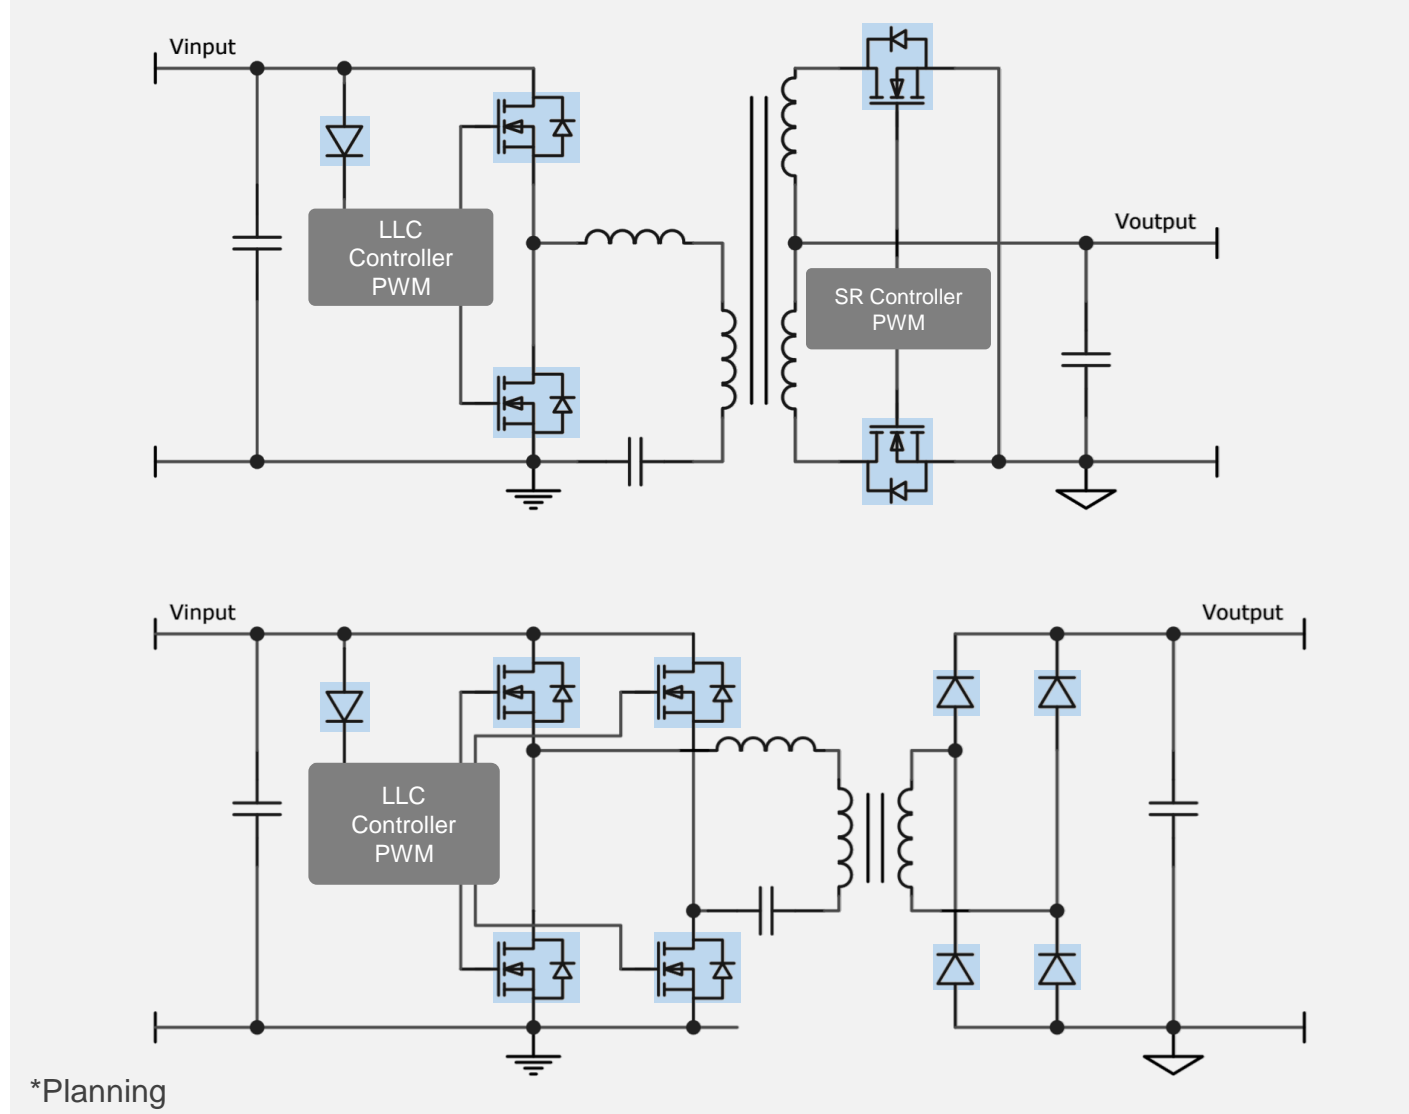 Vinput
LLC
Controller
PWM
Voutput
SR Controller
PWM
Vinput
Voutput
LLC
Controller
PWM
*Planning